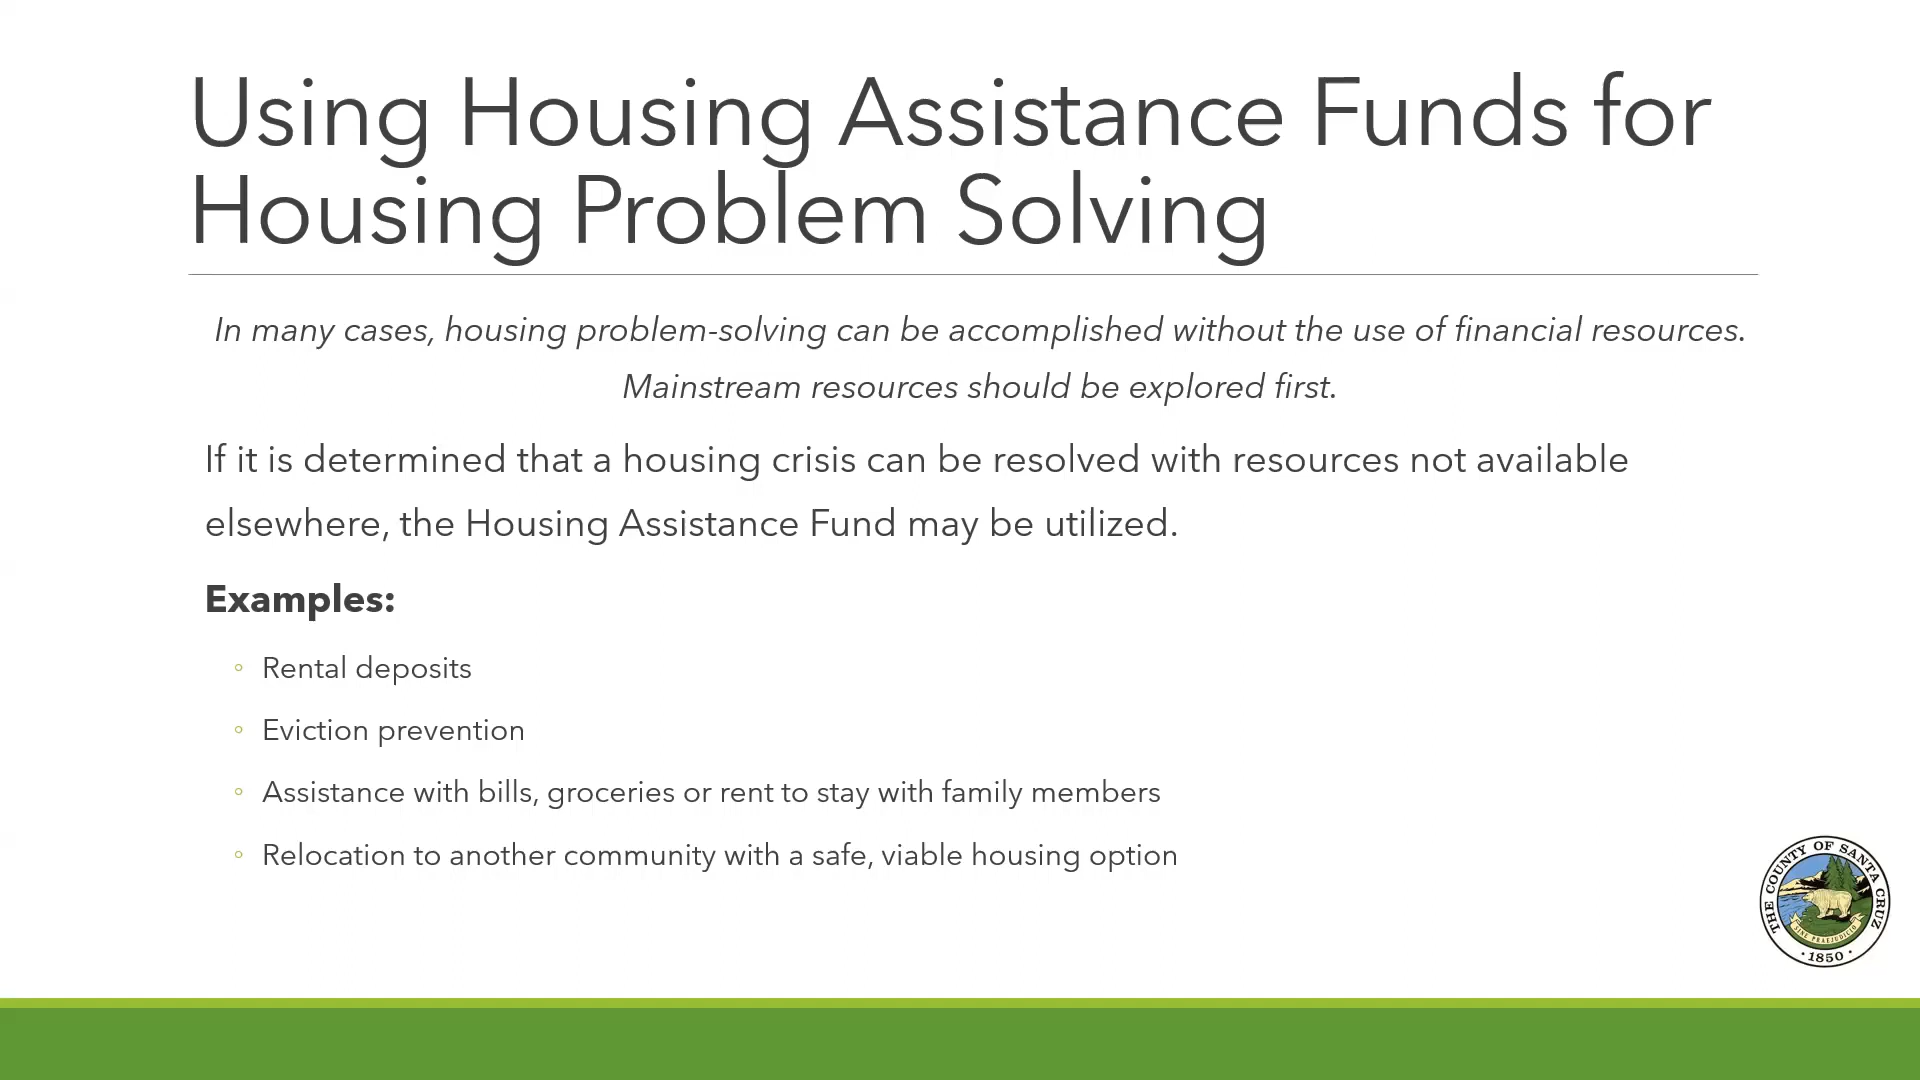 Using Housing Assistance Funds for
Housing Problem Solving
In many cases, housing problem-solving can be accomplished without the use of financial resources.
Mainstream resources should be explored first.
If it is determined that a housing crisis can be resolved with resources not available
elsewhere, the Housing Assistance Fund may be utilized.
Examples:
◦ Rental deposits
◦ Eviction prevention
◦ Assistance with bills, groceries or rent to stay with family members
◦ Relocation to another community with a safe, viable housing option
THE COUNTY OF SANTA CRUZ
SINE PRAEJUDICIO
· 1850 ·